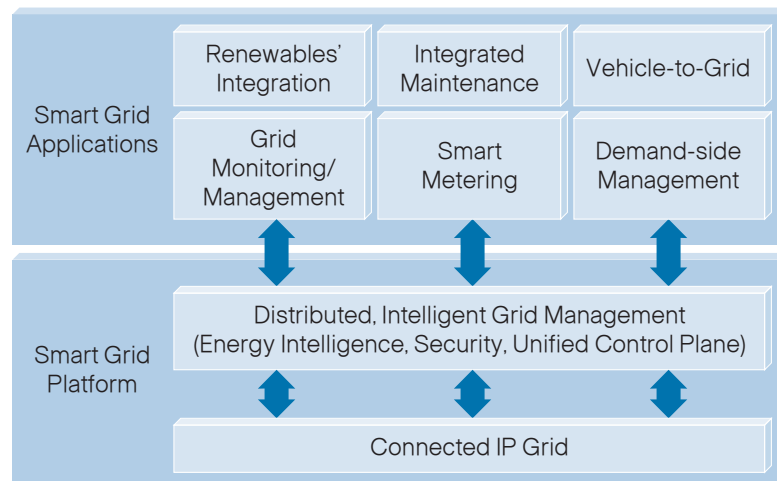 Smart Grid
Applications
Renewables'
Integration
Integrated
Maintenance
Vehicle-to-Grid
Grid
Monitoring/
Management
Smart
Metering
Demand-side
Management
Smart Grid
Platform
Distributed, Intelligent Grid Management
(Energy Intelligence, Security, Unified Control Plane)
Connected IP Grid